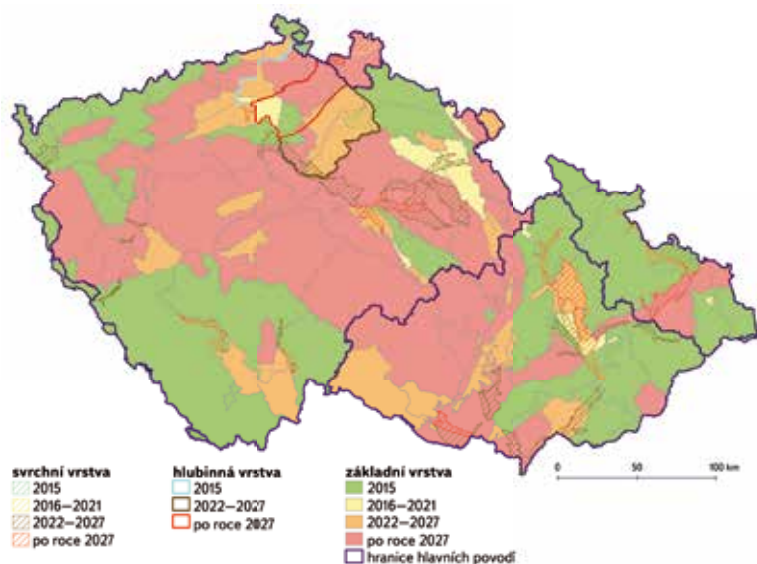 svrchní vrstva
2015
2016—2021
2022—2027
po roce 2027
hlubinná vrstva
2015
2022—2027
po roce 2027
základní vrstva
2015
2016—2021
2022—2027
po roce 2027
hranice hlavních povodí
0 50 100 km